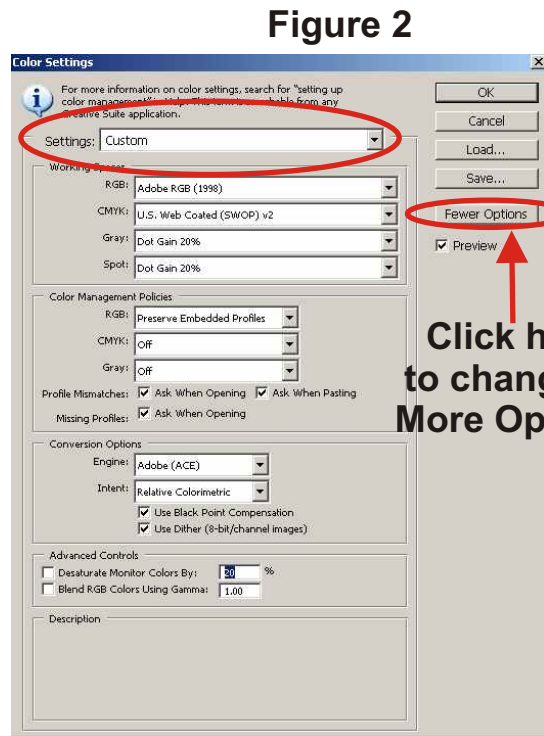 Figure 2
Color Settings
For more information on color settings, search for "setting up
color management" in Help. This term is searchable from any
Creative Suite application.
Settings: Custom
Working Spaces
RGB: Adobe RGB (1998)
CMYK: U.S. Web Coated (SWOP) v2
Gray: Dot Gain 20%
Spot: Dot Gain 20%
Color Management Policies
RGB: Preserve Embedded Profiles
CMYK: Off
Gray: Off
Profile Mismatches: Ask When Opening Ask When Pasting
Missing Profiles: Ask When Opening
Conversion Options
Engine: Adobe (ACE)
Intent: Relative Colorimetric
Use Black Point Compensation
Use Dither (8-bit/channel images)
Advanced Controls
Desaturate Monitor Colors By: 20 %
Blend RGB Colors Using Gamma: 1.00
Description
OK
Cancel
Load...
Save...
Fewer Options
Preview
Click h
to chang
More Op